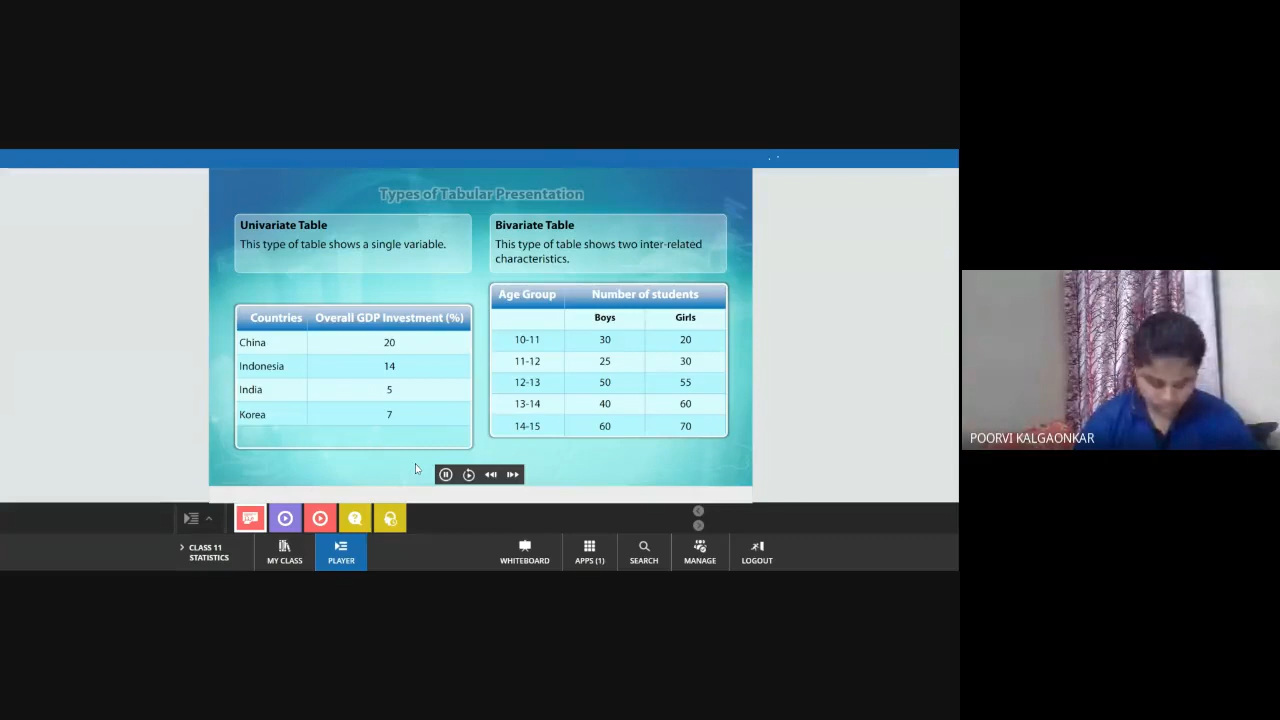 Types of Tabular Presentation
Univariate Table
This type of table shows a single variable.
Bivariate Table
This type of table shows two inter-related
characteristics.
Countries Overall GDP Investment (%)
China 20
Indonesia 14
India 5
Korea 7
Age Group Number of students
Boys Girls
10-11 30 20
11-12 25 30
12-13 50 55
13-14 40 60
14-15 60 70
POORVI KALGAONKAR
CLASS 11
STATISTICS
MY CLASS
PLAYER
WHITEBOARD
APPS (1)
SEARCH
MANAGE
LOGOUT